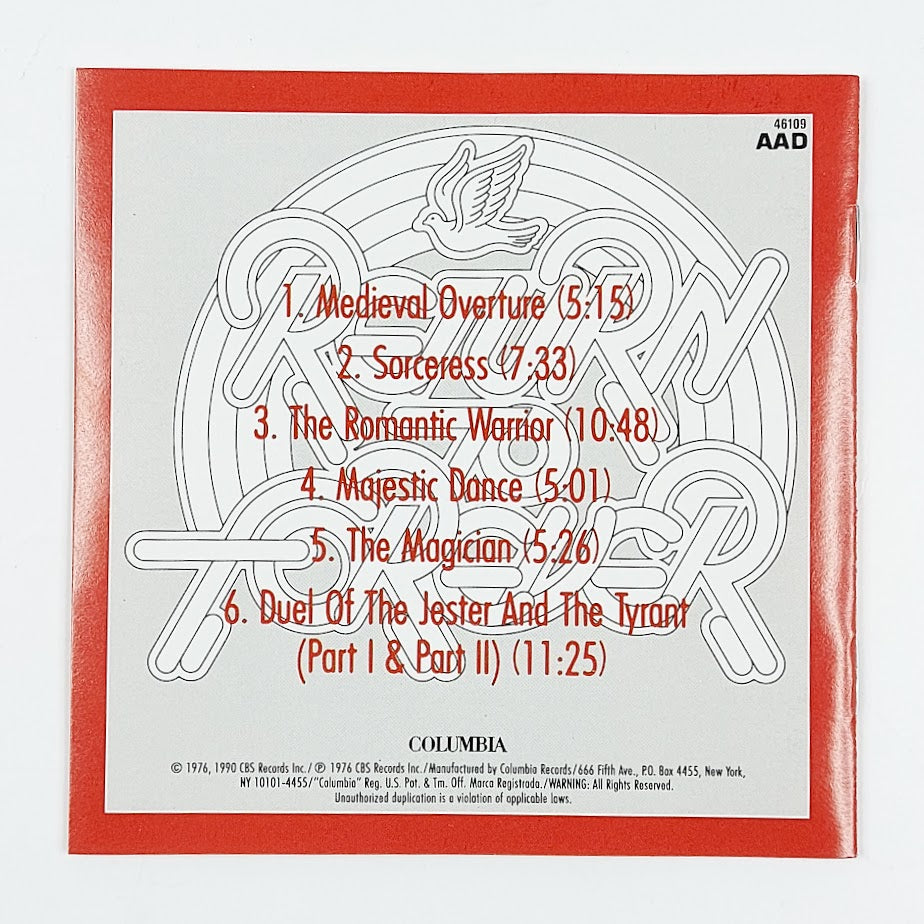 46109
AAD
RETURN
TO
FOREVER
1. Medieval Overture (5:15)
2. Sorceress (7:33)
3. The Romantic Warrior (10:48)
4. Majestic Dance (5:01)
5. The Magician (5:26)
6. Duel Of The Jester And The Tyrant
(Part I & Part II) (11:25)
COLUMBIA
© 1976, 1990 CBS Records Inc./℗ 1976 CBS Records Inc./Manufactured by Columbia Records/666 Fifth Ave., P.O. Box 4455, New York,
NY 10101-4455/"Columbia" Reg. U.S. Pat. & Tm. Off. Marca Registrada./WARNING: All Rights Reserved.
Unauthorized duplication is a violation of applicable laws.